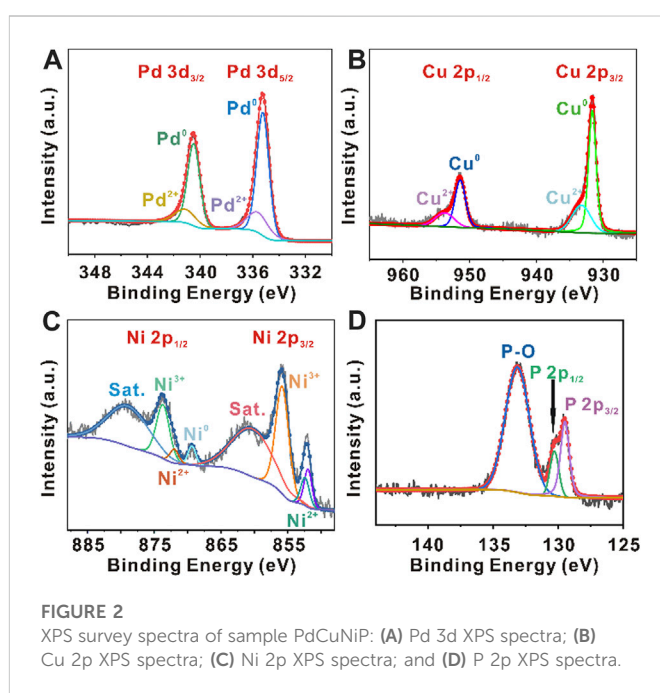 A
Pd 3d3/2 Pd 3d5/2
Pd0
Pd0
Pd2+ Pd2+
Intensity (a.u.)
348 344 340 336 332
Binding Energy (eV)
B
Cu 2p1/2 Cu 2p3/2
Cu0
Cu0
Cu2+ Cu2+
Intensity (a.u.)
960 950 940 930
Binding Energy (eV)
C
Ni 2p1/2 Ni 2p3/2
Sat. Ni3+ Sat. Ni3+
Ni0
Ni2+ Ni2+
Intensity (a.u.)
885 875 865 855
Binding Energy (eV)
D
P-O
P 2p1/2
P 2p3/2
Intensity (a.u.)
140 135 130 125
Binding Energy (eV)
FIGURE 2
XPS survey spectra of sample PdCuNiP: (A) Pd 3d XPS spectra; (B)
Cu 2p XPS spectra; (C) Ni 2p XPS spectra; and (D) P 2p XPS spectra.